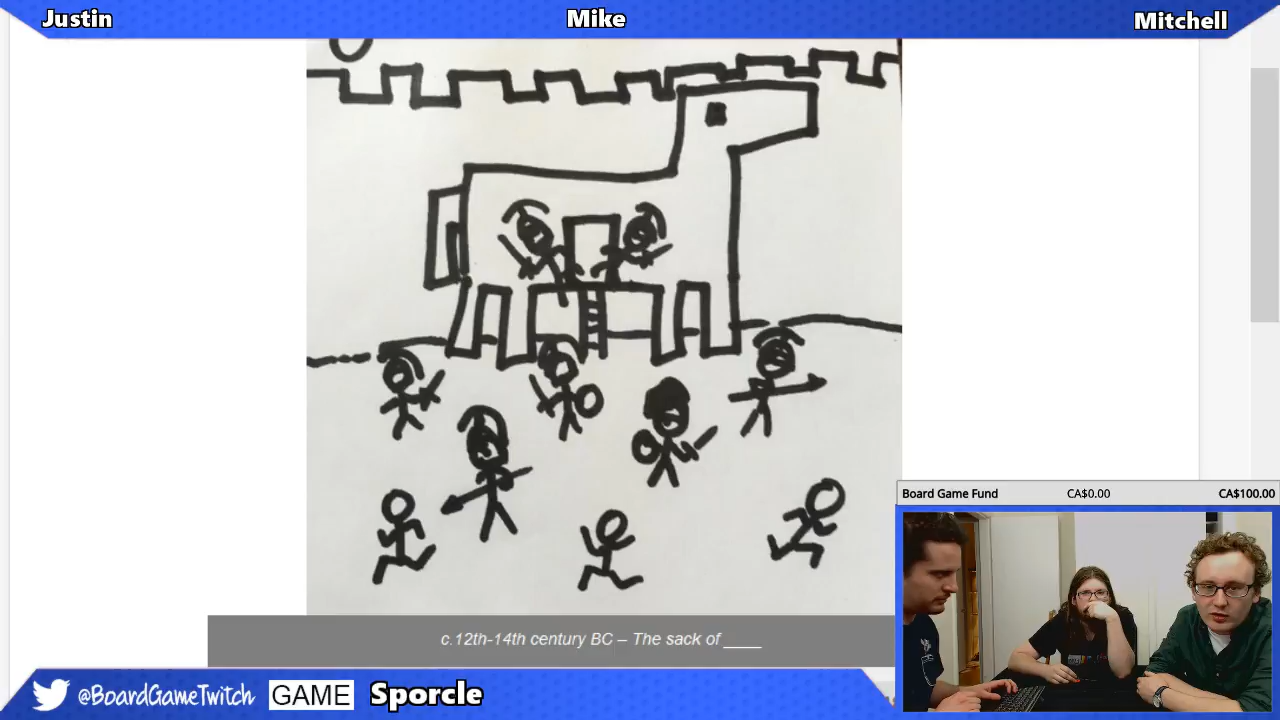 Justin
Mike
Mitchell
Board Game Fund CA$0.00 CA$100.00
c.12th-14th century BC – The sack of ____
@BoardGameTwitch GAME Sporcle